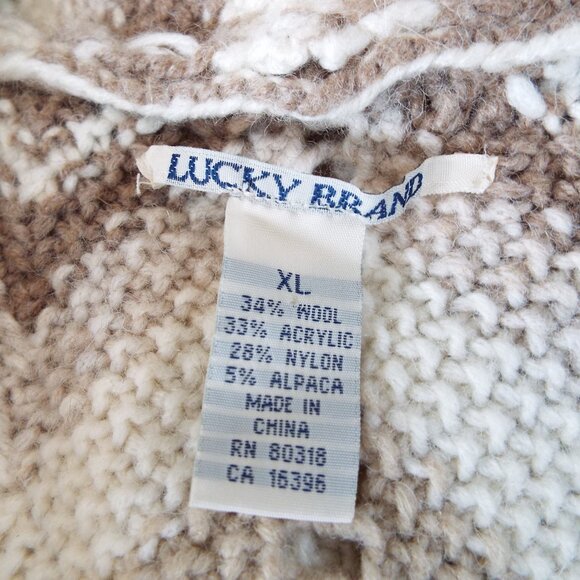 LUCKY BRAND
XL
34% WOOL
33% ACRYLIC
28% NYLON
5% ALPACA
MADE IN
CHINA
RN 80318
CA 16396